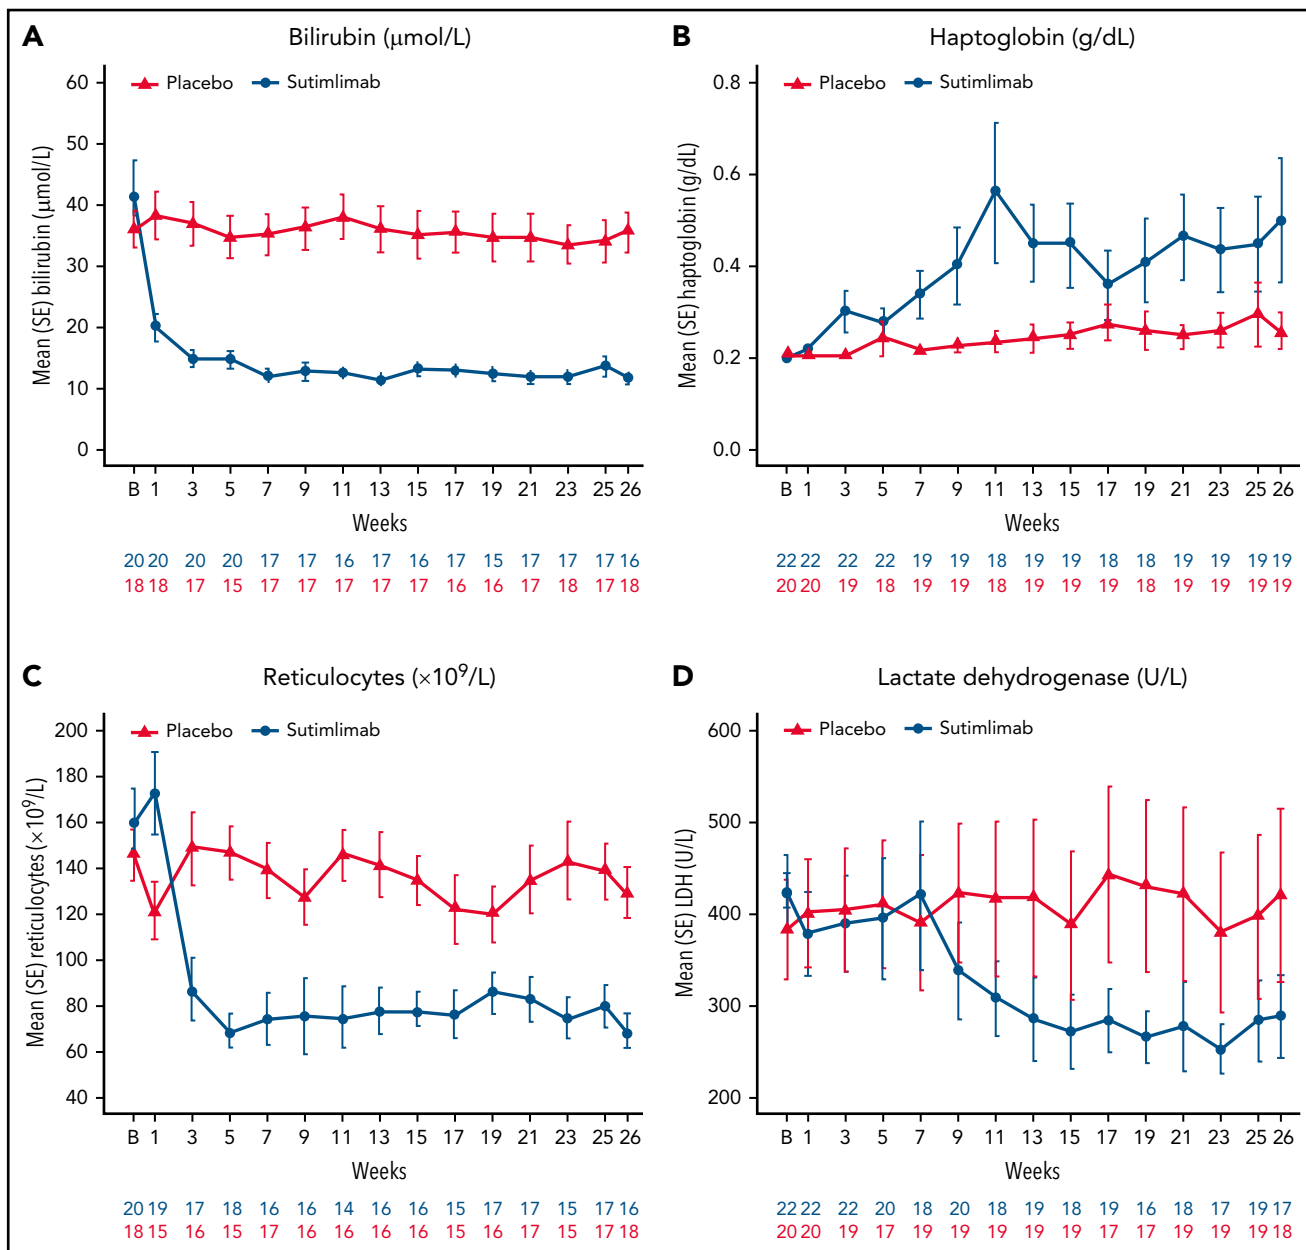 A Bilirubin (μmol/L)
Placebo Sutimlimab
Mean (SE) bilirubin (μmol/L)
60
50
40
30
20
10
0
B 1 3 5 7 9 11 13 15 17 19 21 23 25 26
Weeks
20 20 20 20 17 17 16 17 16 17 15 17 17 17 16
18 18 17 15 17 17 17 17 17 16 16 17 18 17 18
B Haptoglobin (g/dL)
Placebo Sutimlimab
Mean (SE) haptoglobin (g/dL)
0.8
0.6
0.4
0.2
0.0
B 1 3 5 7 9 11 13 15 17 19 21 23 25 26
Weeks
22 22 22 22 19 19 18 19 19 18 18 19 19 19 19
20 20 19 18 19 19 18 19 19 19 18 19 19 19 19
C Reticulocytes (×10⁹/L)
Placebo Sutimlimab
Mean (SE) reticulocytes (×10⁹/L)
200
180
160
140
120
100
80
60
40
B 1 3 5 7 9 11 13 15 17 19 21 23 25 26
Weeks
20 19 17 18 16 16 14 16 16 15 16 17 15 17 16
18 15 16 15 16 16 16 16 16 15 16 17 17 16 18
D Lactate dehydrogenase (U/L)
Placebo Sutimlimab
Mean (SE) LDH (U/L)
600
500
400
300
200
B 1 3 5 7 9 11 13 15 17 19 21 23 25 26
Weeks
22 22 22 20 18 20 18 19 18 19 16 18 17 19 17
20 20 19 17 19 19 19 19 19 17 17 19 19 19 18